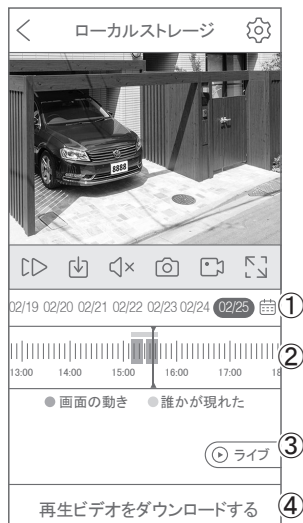 ローカルストレージ
8888
02/19 02/20 02/21 02/22 02/23 02/24 02/25 ①
②
13:00 14:00 15:00 16:00 17:00 18
画面の動き 誰かが現れた
ライブ ③
再生ビデオをダウンロードする ④